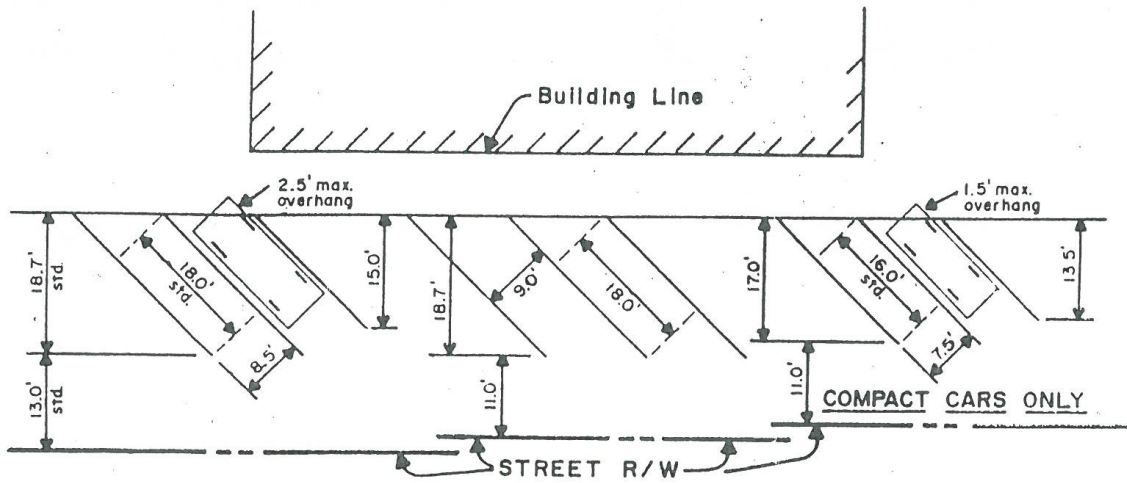 Building Line
2.5' max.
overhang
1.5' max.
overhang
18.7'
std.
18.0'
std.
15.0'
18.7'
9.0'
18.0'
17.0'
16.0'
std.
13.5'
8.5'
7.5'
13.0'
std.
11.0'
11.0'
COMPACT CARS ONLY
STREET R/W